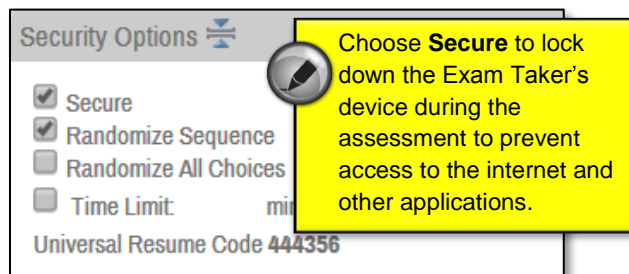 Security Options
Choose Secure to lock
down the Exam Taker's
device during the
assessment to prevent
access to the internet and
other applications.
Secure
Randomize Sequence
Randomize All Choices
Time Limit:
Universal Resume Code 444356